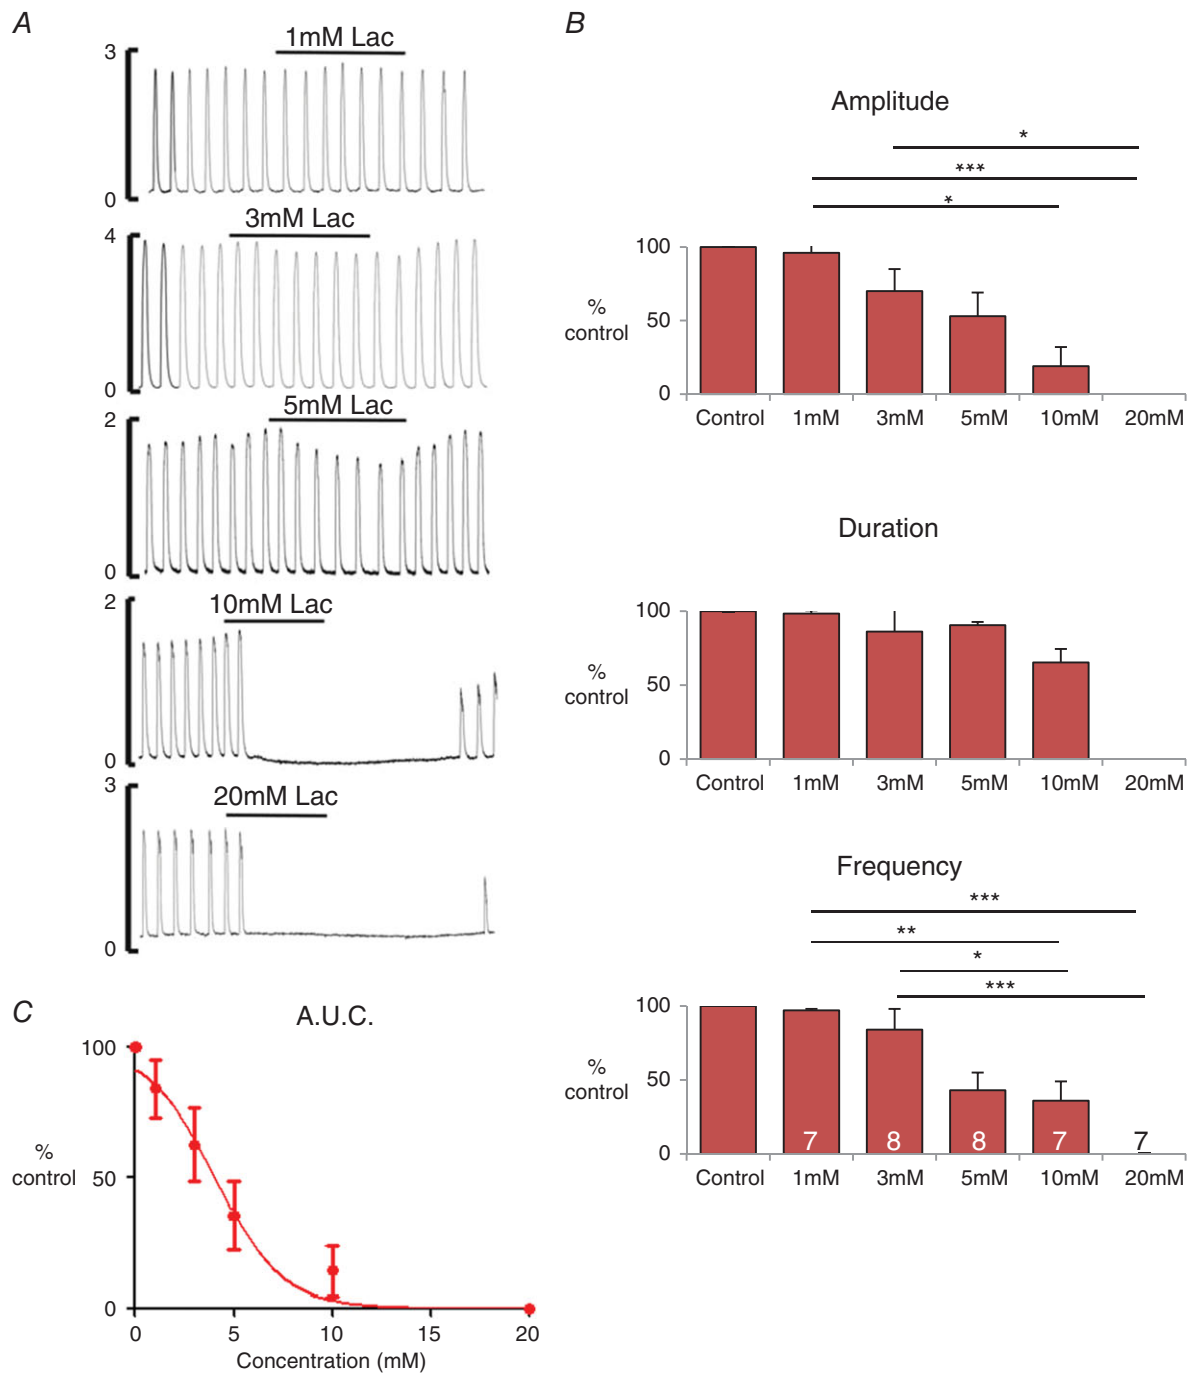 A
3
1mM Lac
0
4
3mM Lac
0
2
5mM Lac
0
2
10mM Lac
0
3
20mM Lac
0
B
Amplitude
*
***
*
100
50
0
%
control
Control 1mM 3mM 5mM 10mM 20mM
Duration
100
50
0
%
control
Control 1mM 3mM 5mM 10mM 20mM
Frequency
***
**
*
***
100
50
0
%
control
7 8 8 7 7
Control 1mM 3mM 5mM 10mM 20mM
C
A.U.C.
100
50
0
%
control
0 5 10 15 20
Concentration (mM)